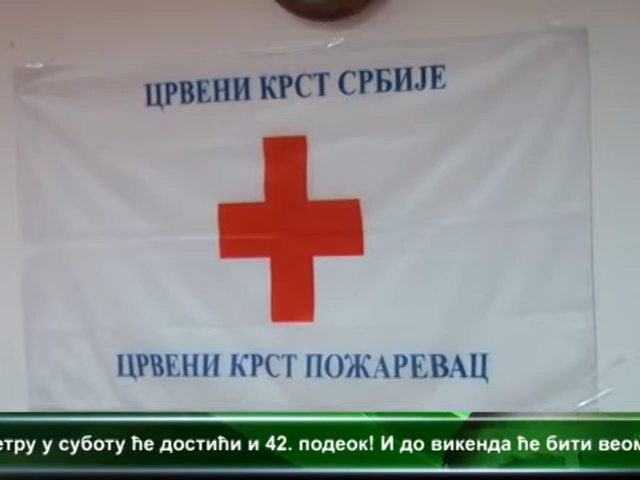 ЦРВЕНИ КРСТ СРБИЈЕ
ЦРВЕНИ КРСТ ПОЖАРЕВАЦ
етру у суботу ће достићи и 42. подеок! И до викенда ће бити веом